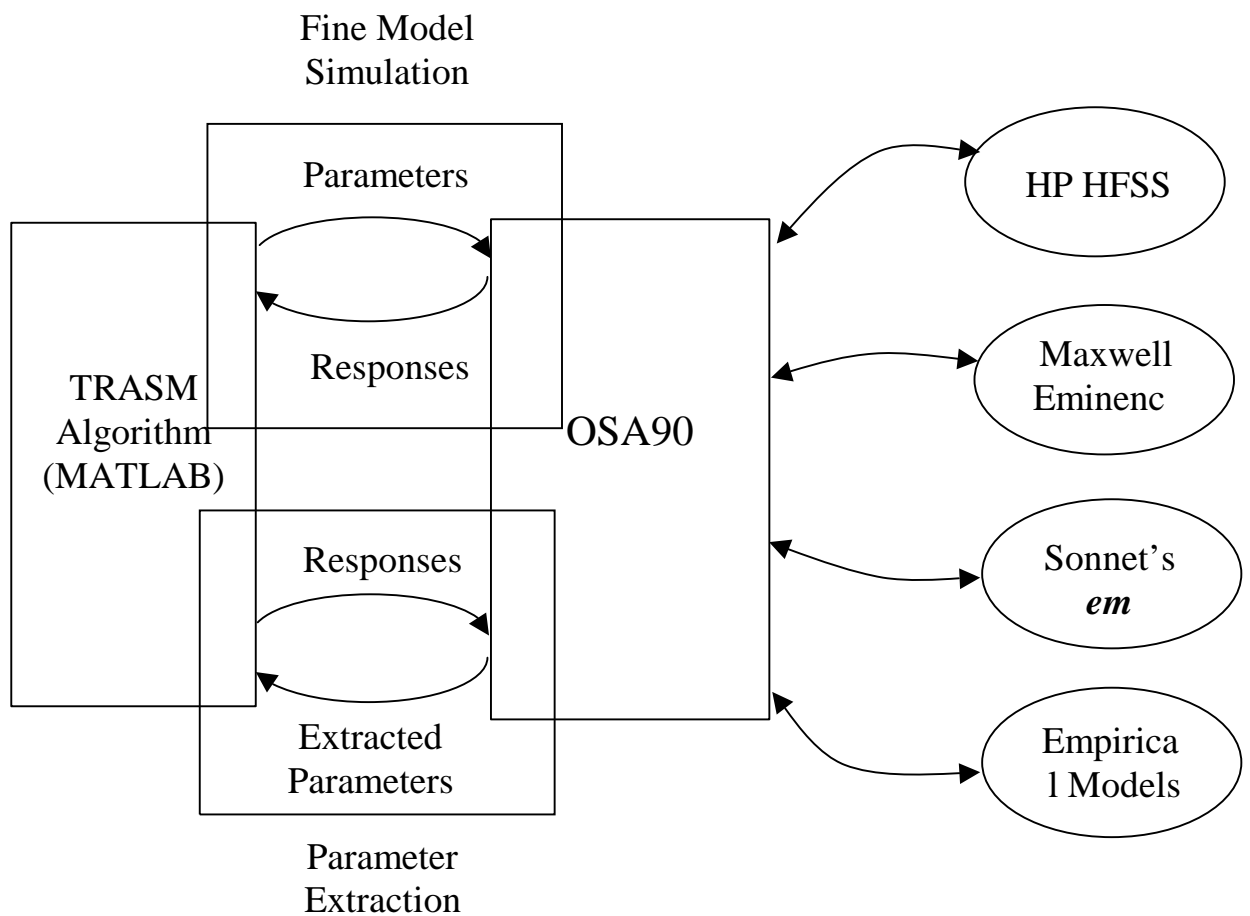 Fine Model
Simulation
Parameters
Responses
TRASM
Algorithm
(MATLAB)
OSA90
Responses
Extracted
Parameters
Parameter
Extraction
HP HFSS
Maxwell
Eminenc
Sonnet’s
em
Empirica
l Models